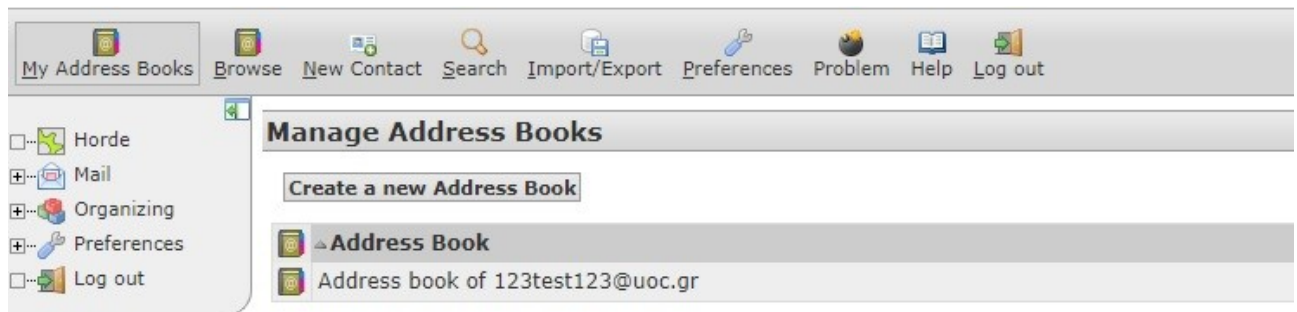 My Address Books Browse New Contact Search Import/Export Preferences Problem Help Log out
Horde
Mail
Organizing
Preferences
Log out
Manage Address Books
Create a new Address Book
Address Book
Address book of 123test123@uoc.gr